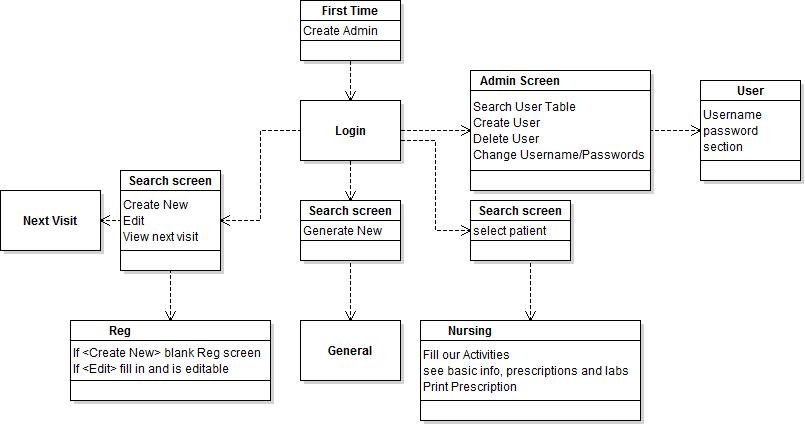 First Time
Create Admin
Admin Screen
Search User Table
Create User
Delete User
Change Username/Passwords
User
Username
password
section
Login
Search screen
Create New
Edit
View next visit
Next Visit
Search screen
Generate New
Search screen
select patient
Reg
If <Create New> blank Reg screen
If <Edit> fill in and is editable
General
Nursing
Fill our Activities
see basic info, prescriptions and labs
Print Prescription